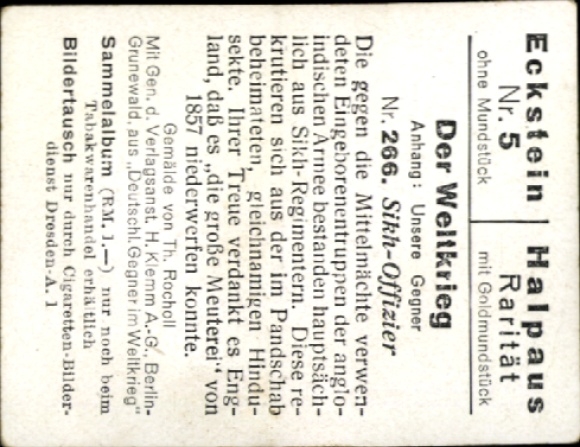 Eckstein | Halpaus
Nr. 5 | Rarität
ohne Mundstück | mit Goldmundstück
Der Weltkrieg
Anhang: Unsere Gegner
Nr. 266. Sikh-Offizier
Die gegen die Mittelmächte verwen-
deten Eingeborenentruppen der anglo-
indischen Armee bestanden hauptsäch-
lich aus Sikh-Regimentern. Diese re-
krutieren sich aus der im Pandschab
beheimateten, gleichnamigen Hindu-
sekte. Ihrer Treue verdankt es Eng-
land, daß es „die große Meuterei“ von
1857 niederwerfen konnte.
Gemälde von Th. Rocholl
Mit Gen. d. Verlagsanst. H. Klemm A.-G., Berlin-
Grunewald, aus „Deutschl. Gegner im Weltkrieg“
Sammelalbum (RM. 1.—) nur noch beim
Tabakwarenhandel erhältlich
Bildertausch nur durch Cigaretten-Bilder-
dienst Dresden-A. 1